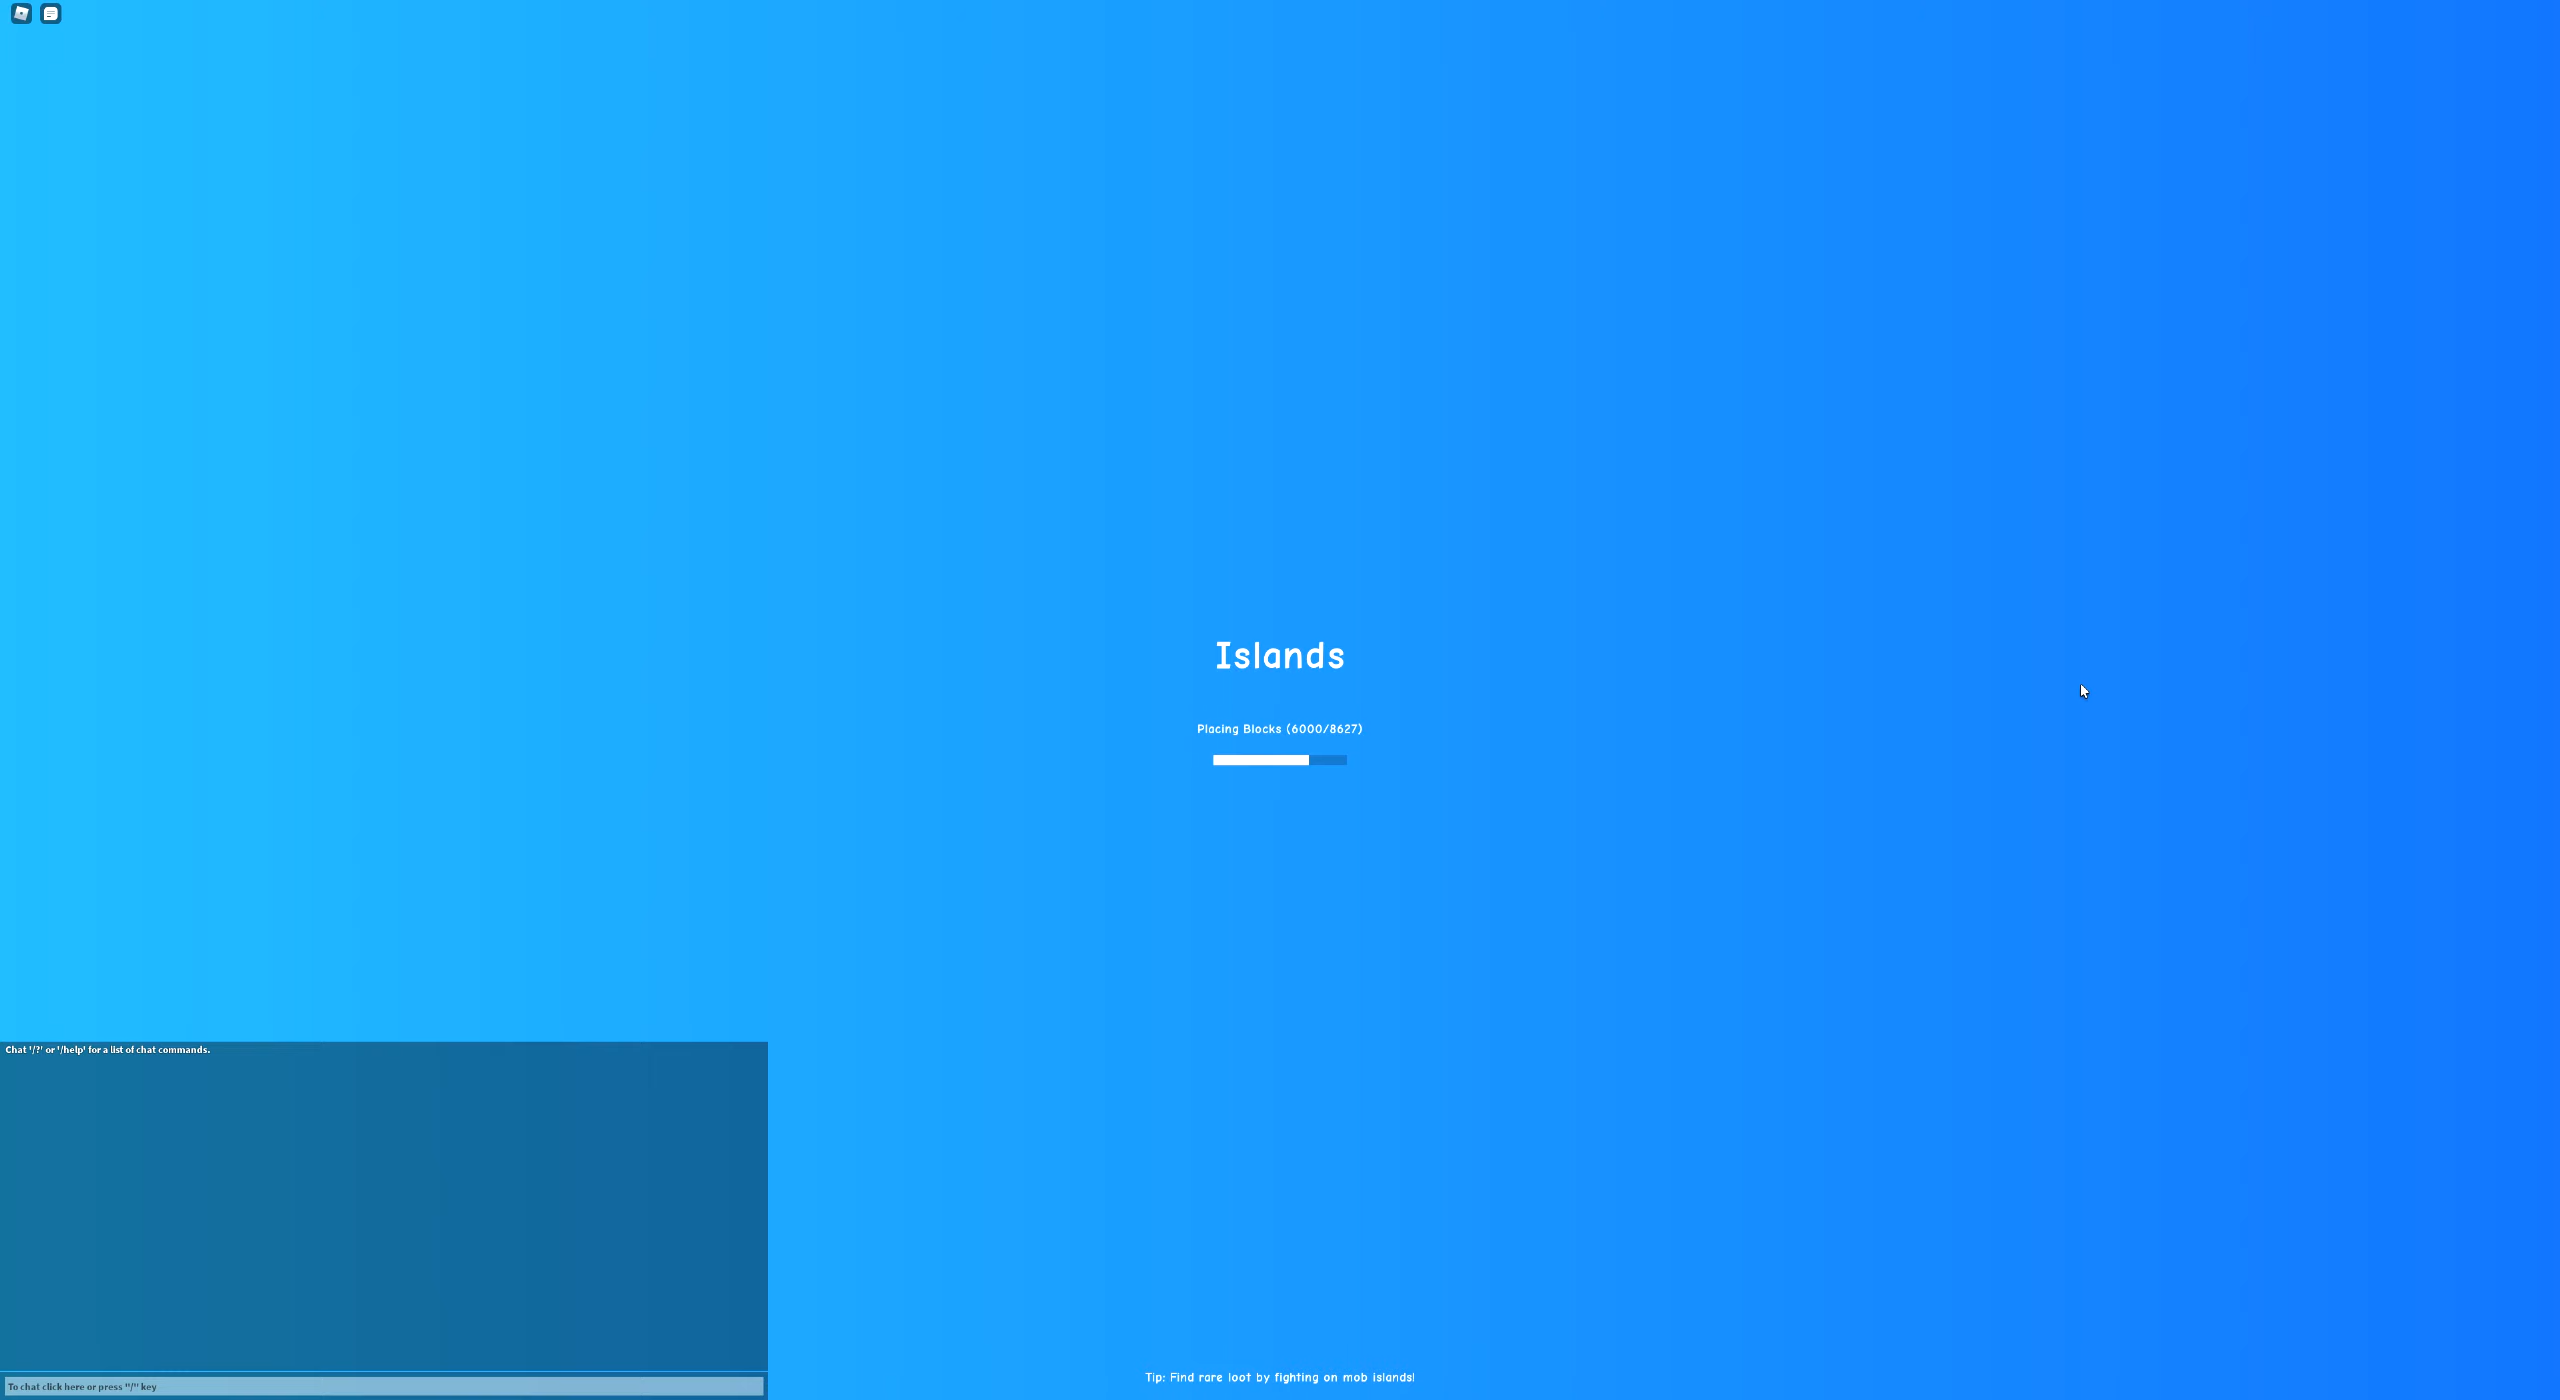 Islands
Placing Blocks (6000/8627)
Chat '/?' or '/help' for a list of chat commands.
To chat click here or press "/" key
Tip: Find rare loot by fighting on mob islands!